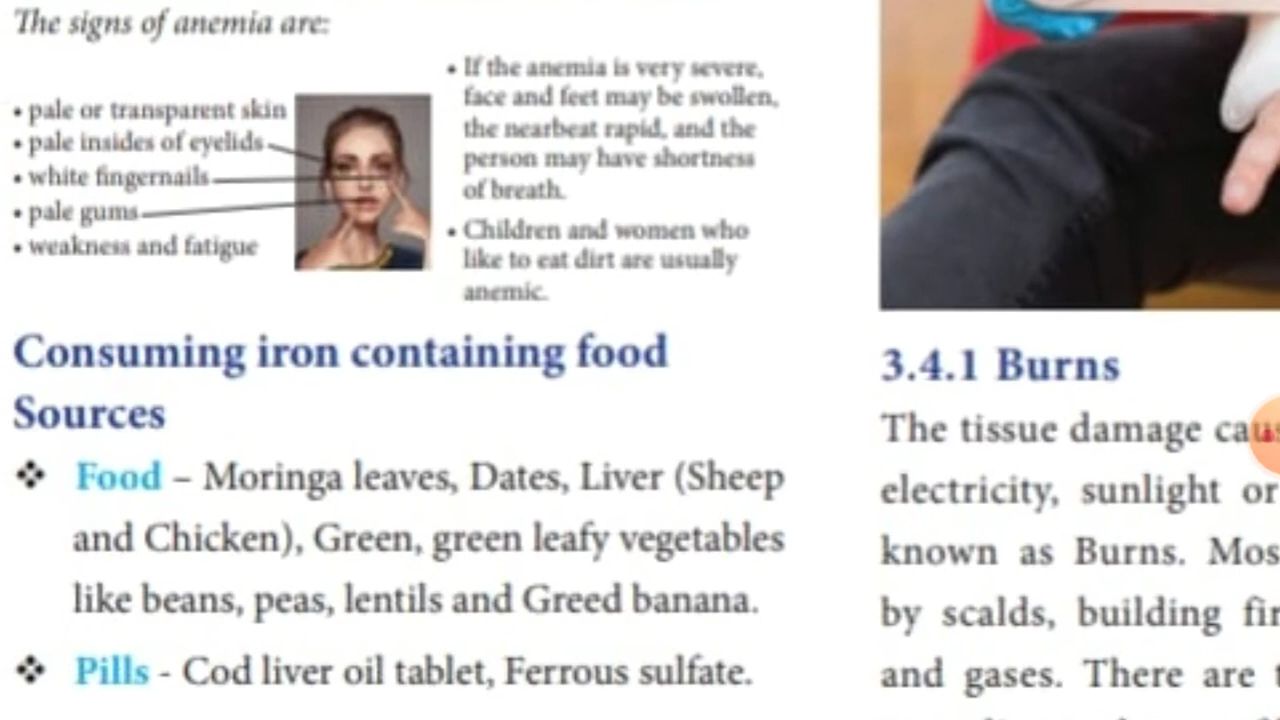 The signs of anemia are:
• pale or transparent skin
• pale insides of eyelids
• white fingernails
• pale gums
• weakness and fatigue
• If the anemia is very severe,
face and feet may be swollen,
the nearbeat rapid, and the
person may have shortness
of breath.
• Children and women who
like to eat dirt are usually
anemic.
Consuming iron containing food
Sources
❖ Food – Moringa leaves, Dates, Liver (Sheep
and Chicken), Green, green leafy vegetables
like beans, peas, lentils and Greed banana.
❖ Pills - Cod liver oil tablet, Ferrous sulfate.
3.4.1 Burns
The tissue damage
electricity, sunlight or
known as Burns.
by scalds, building
and gases. There are